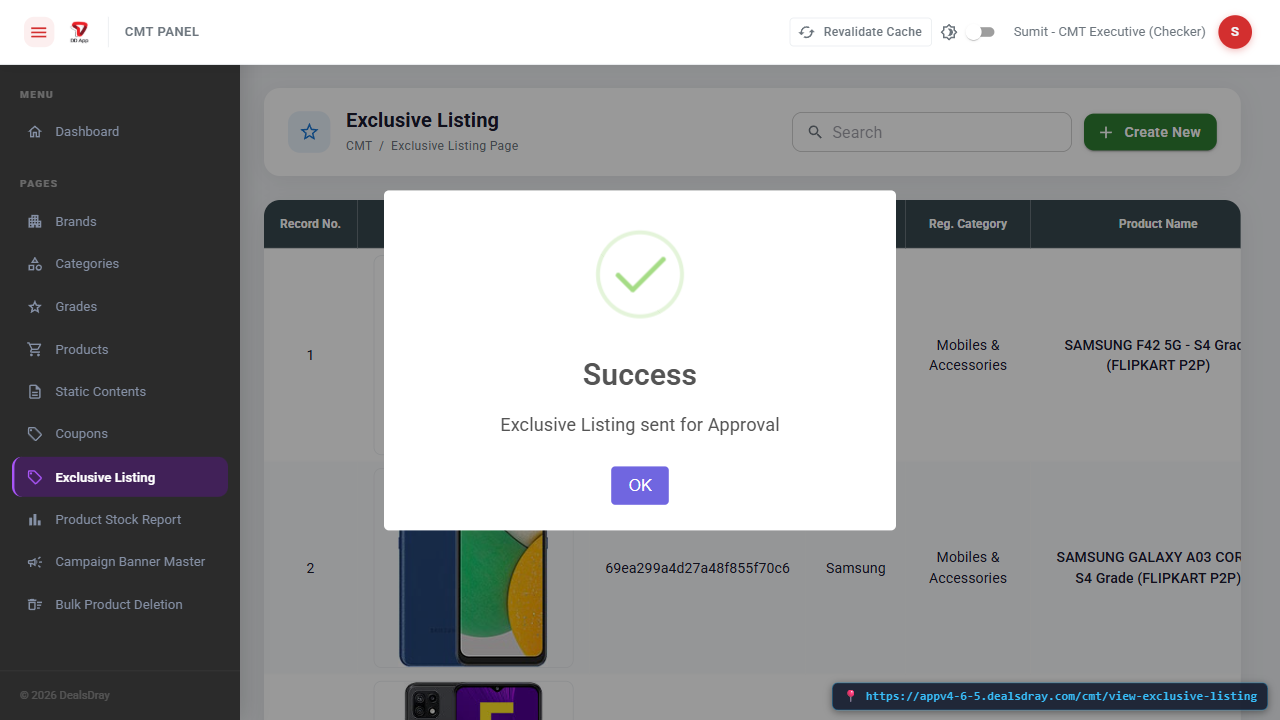 CMT PANEL
Revalidate Cache
Sumit - CMT Executive (Checker)
S
DD App
MENU
Dashboard
PAGES
Brands
Categories
Grades
Products
Static Contents
Coupons
Exclusive Listing
Product Stock Report
Campaign Banner Master
Bulk Product Deletion
© 2026 DealsDray
Exclusive Listing
CMT / Exclusive Listing Page
Search
Create New
Record No.
Reg. Category
Product Name
1
Mobiles &
Accessories
SAMSUNG F42 5G - S4 Grad
(FLIPKART P2P)
Success
Exclusive Listing sent for Approval
OK
2
69ea299a4d27a48f855f70c6
Samsung
Mobiles &
Accessories
SAMSUNG GALAXY A03 COR
S4 Grade (FLIPKART P2P)
https://appv4-6-5.dealsdray.com/cmt/view-exclusive-listing